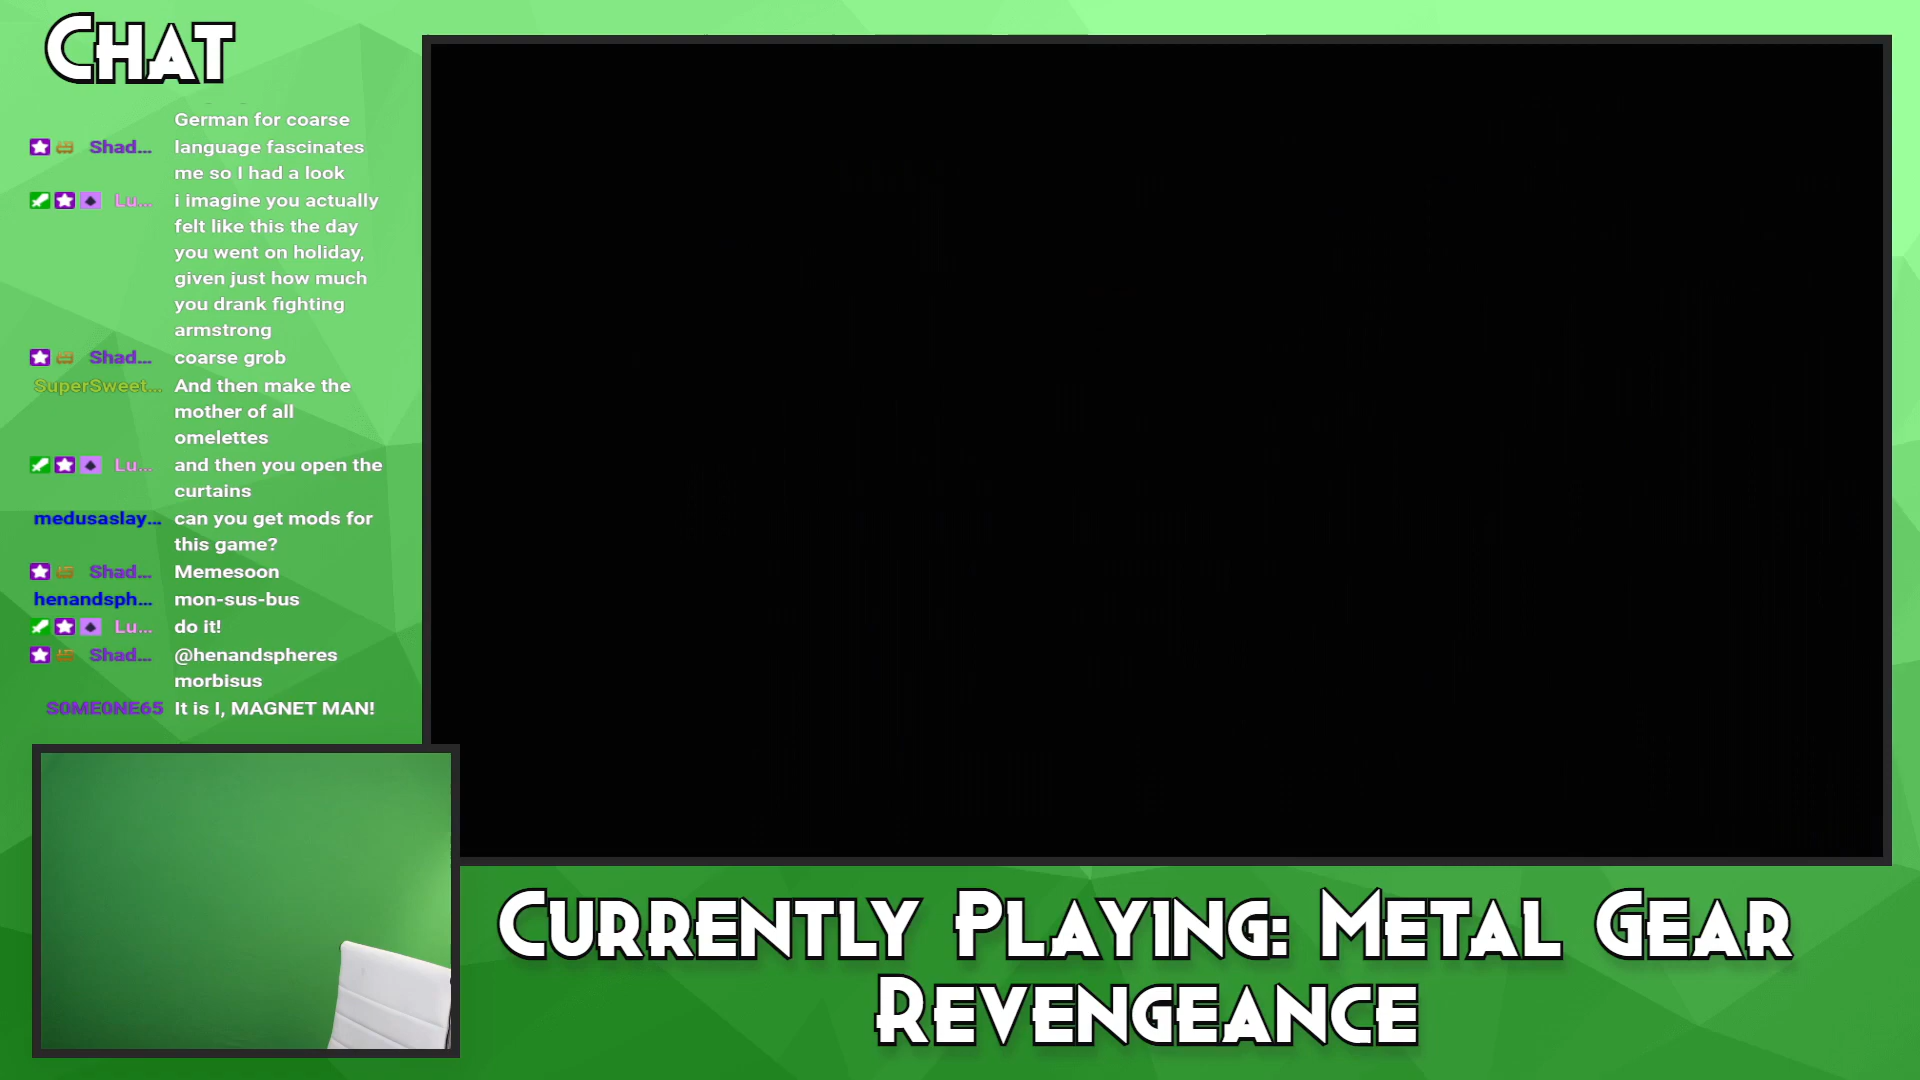 Chat
German for coarse
Shad... language fascinates
me so I had a look
Lu... i imagine you actually
felt like this the day
you went on holiday,
given just how much
you drank fighting
armstrong
Shad... coarse grob
SuperSweet... And then make the
mother of all
omelettes
Lu... and then you open the
curtains
medusaslay... can you get mods for
this game?
Shad... Memesoon
henandsph... mon-sus-bus
Lu... do it!
Shad... @henandspheres
morbisus
S0ME0NE65 It is I, MAGNET MAN!
Currently Playing: Metal Gear
Revengeance